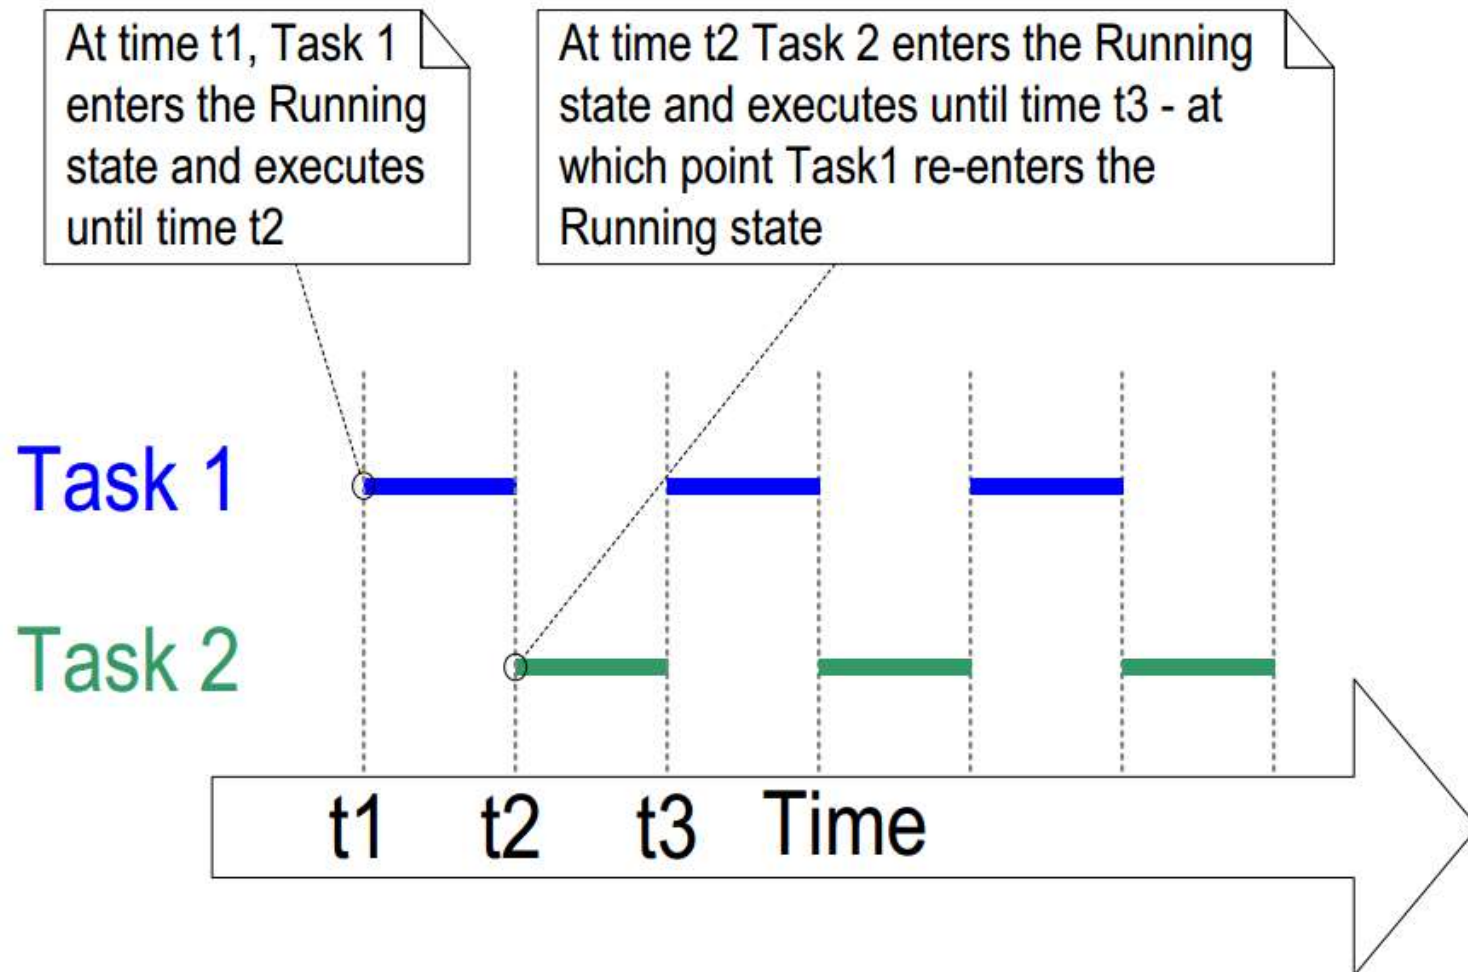 At time t1, Task 1
enters the Running
state and executes
until time t2
At time t2 Task 2 enters the Running
state and executes until time t3 - at
which point Task1 re-enters the
Running state
Task 1
Task 2
t1 t2 t3 Time